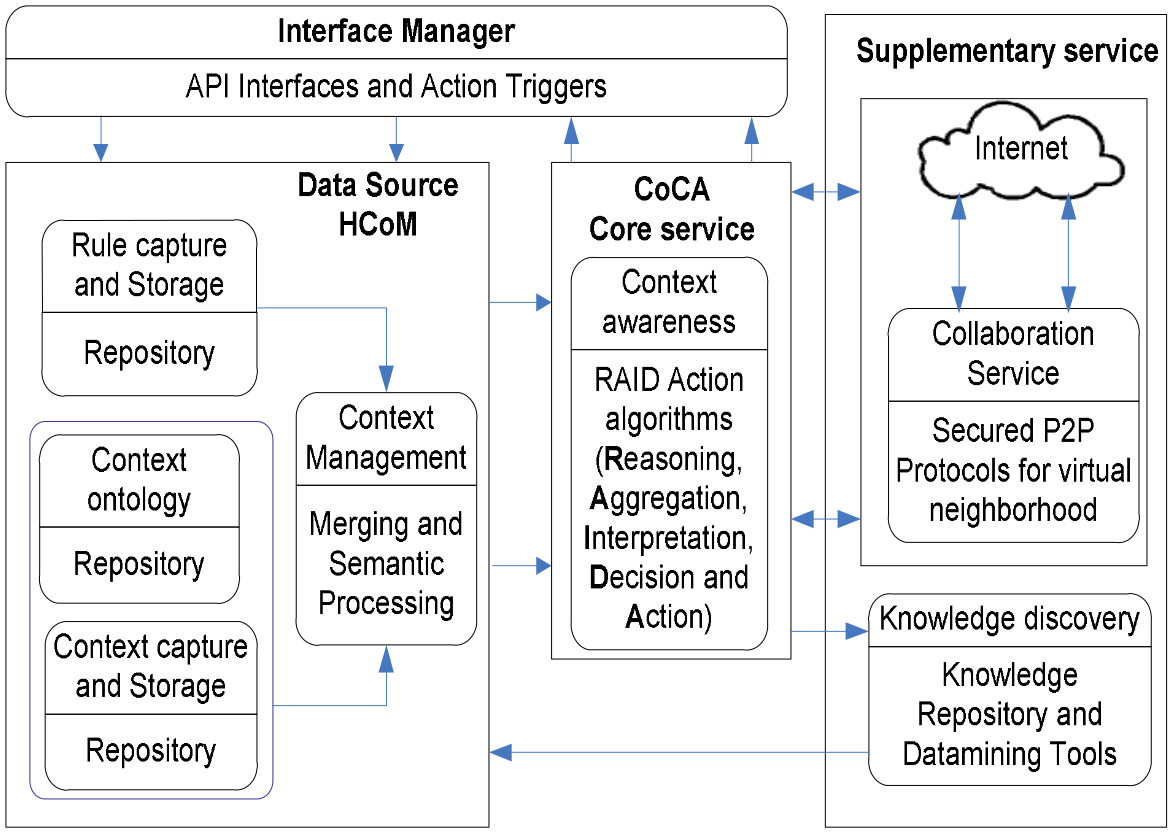 Interface Manager
API Interfaces and Action Triggers
Data Source
HCoM
Rule capture
and Storage
Repository
Context
ontology
Repository
Context capture
and Storage
Repository
Context
Management
Merging and
Semantic
Processing
CoCA
Core service
Context
awareness
RAID Action
algorithms
(Reasoning,
Aggregation,
Interpretation,
Decision and
Action)
Supplementary service
Internet
Collaboration
Service
Secured P2P
Protocols for virtual
neighborhood
Knowledge discovery
Knowledge
Repository and
Datamining Tools